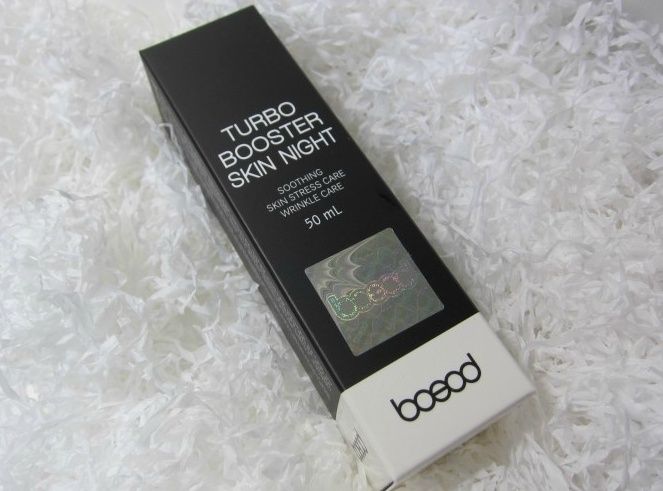 TURBO
BOOSTER
SKIN NIGHT
SOOTHING
SKIN STRESS CARE
WRINKLE CARE
50 mL
boeod